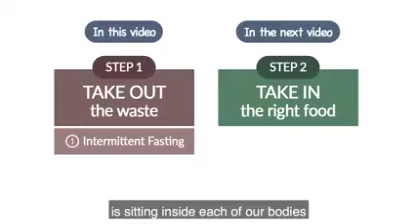 In this video
In the next video
STEP 1
STEP 2
TAKE OUT
the waste
TAKE IN
the right food
1 Intermittent Fasting
is sitting inside each of our bodies